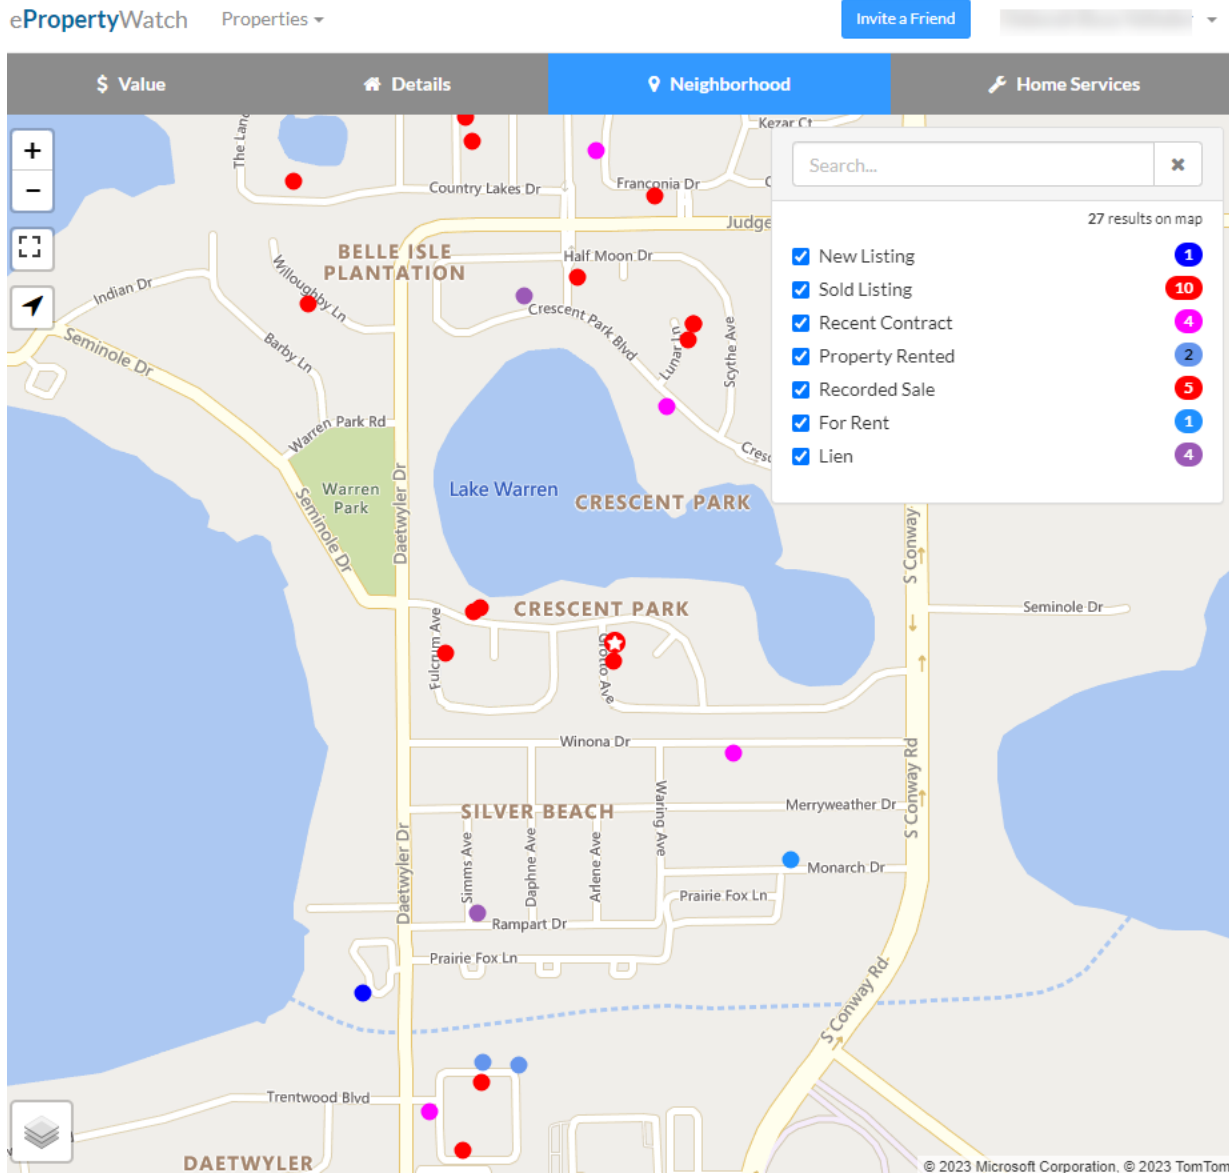 ePropertyWatch Properties Invite a Friend
$ Value Details Neighborhood Home Services
Kezar Ct
+
−
Search...
27 results on map
New Listing 1
Sold Listing 10
Recent Contract 4
Property Rented 2
Recorded Sale 5
For Rent 1
Lien 4
The Lan
Country Lakes Dr
Franconia Dr
C
Judge
BELLE ISLE
PLANTATION
Half Moon Dr
Willoughby Ln
Indian Dr
Crescent Park Blvd
Seminole Dr
Barby Ln
Lunar Ln
Scythe Ave
Warren Park Rd
Cresc
Warren
Park
Lake Warren
CRESCENT PARK
Seminole Dr
Daetwyler Dr
S Conway
CRESCENT PARK
Seminole Dr
Fulcrum Ave
Grotto Ave
Winona Dr
S Conway Rd
SILVER BEACH
Merryweather Dr
Waring Ave
Daetwyler Dr
Simms Ave
Daphne Ave
Arlene Ave
Monarch Dr
Prairie Fox Ln
Rampart Dr
Prairie Fox Ln
S Conway Rd
Trentwood Blvd
DAETWYLER
© 2023 Microsoft Corporation, © 2023 TomTom